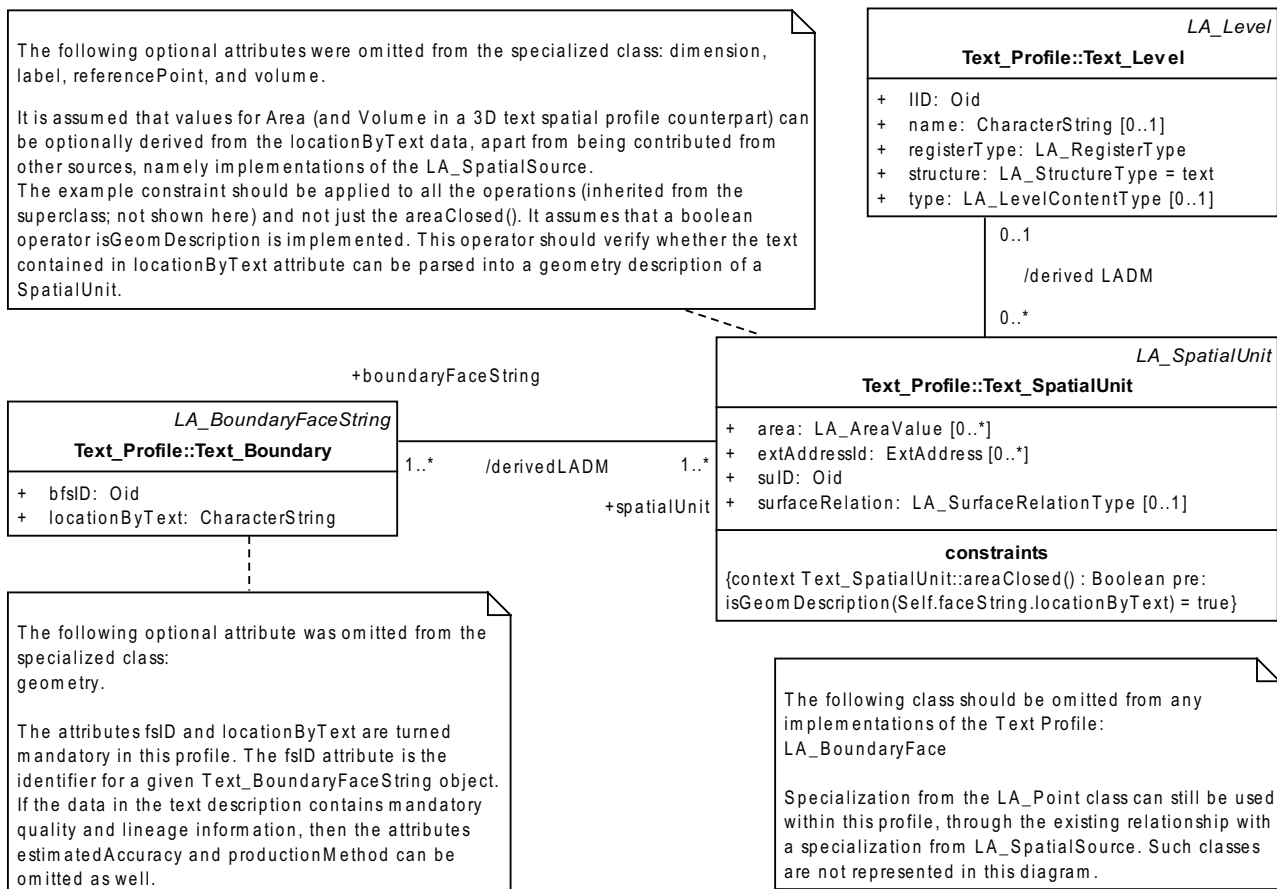 The following optional attributes were omitted from the specialized class: dimension,
label, referencePoint, and volume.
It is assumed that values for Area (and Volume in a 3D text spatial profile counterpart) can
be optionally derived from the locationByText data, apart from being contributed from
other sources, namely implementations of the LA_SpatialSource.
The example constraint should be applied to all the operations (inherited from the
superclass; not shown here) and not just the areaClosed(). It assumes that a boolean
operator isGeomDescription is implemented. This operator should verify whether the text
contained in locationByText attribute can be parsed into a geometry description of a
SpatialUnit.
LA_Level
Text_Profile::Text_Level
+ lID: Oid
+ name: CharacterString [0..1]
+ registerType: LA_RegisterType
+ structure: LA_StructureType = text
+ type: LA_LevelContentType [0..1]
0..1
/derived LADM
0..*
LA_SpatialUnit
Text_Profile::Text_SpatialUnit
+ area: LA_AreaValue [0..*]
+ extAddressId: ExtAddress [0..*]
+ suID: Oid
+ surfaceRelation: LA_SurfaceRelationType [0..1]
constraints
{context Text_SpatialUnit::areaClosed() : Boolean pre:
isGeomDescription(Self.faceString.locationByText) = true}
+boundaryFaceString
1..* /derivedLADM 1..*
+spatialUnit
LA_BoundaryFaceString
Text_Profile::Text_Boundary
+ bfsID: Oid
+ locationByText: CharacterString
The following optional attribute was omitted from the
specialized class:
geometry.
The attributes fsID and locationByText are turned
mandatory in this profile. The fsID attribute is the
identifier for a given Text_BoundaryFaceString object.
If the data in the text description contains mandatory
quality and lineage information, then the attributes
estimatedAccuracy and productionMethod can be
omitted as well.
The following class should be omitted from any
implementations of the Text Profile:
LA_BoundaryFace
Specialization from the LA_Point class can still be used
within this profile, through the existing relationship with
a specialization from LA_SpatialSource. Such classes
are not represented in this diagram.